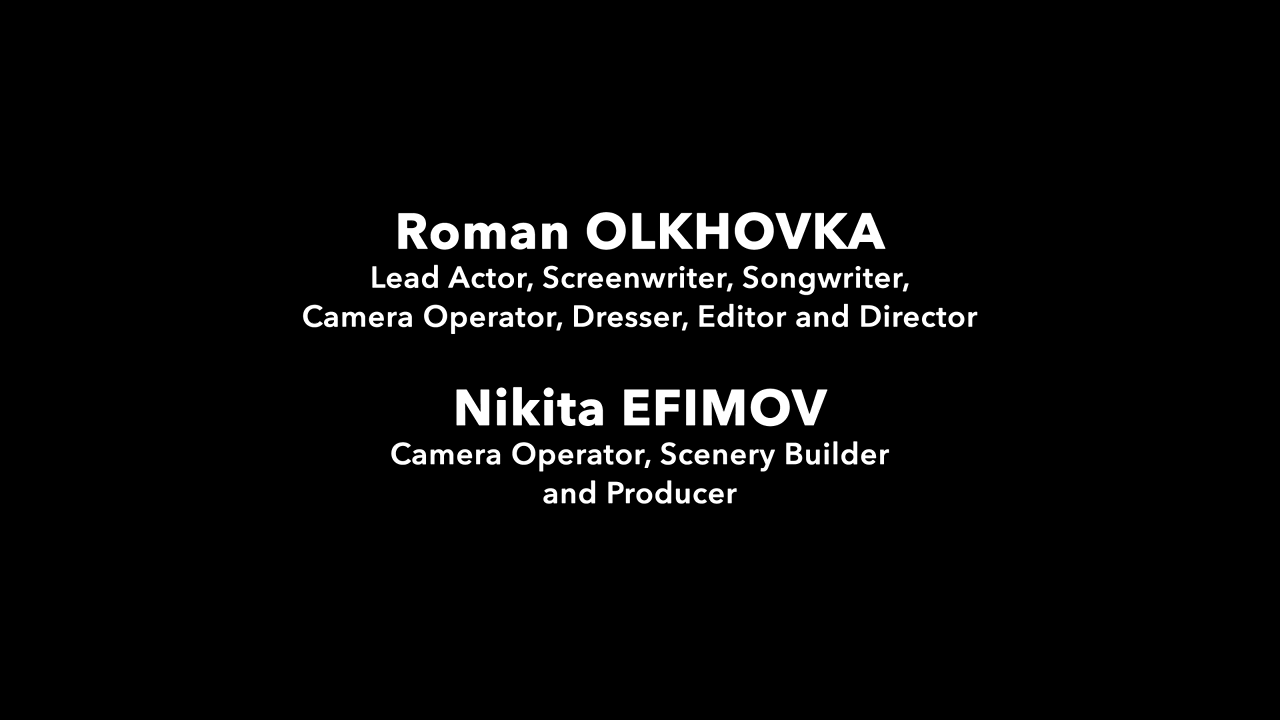 Roman OLKHOVKA
Lead Actor, Screenwriter, Songwriter,
Camera Operator, Dresser, Editor and Director
Nikita EFIMOV
Camera Operator, Scenery Builder
and Producer